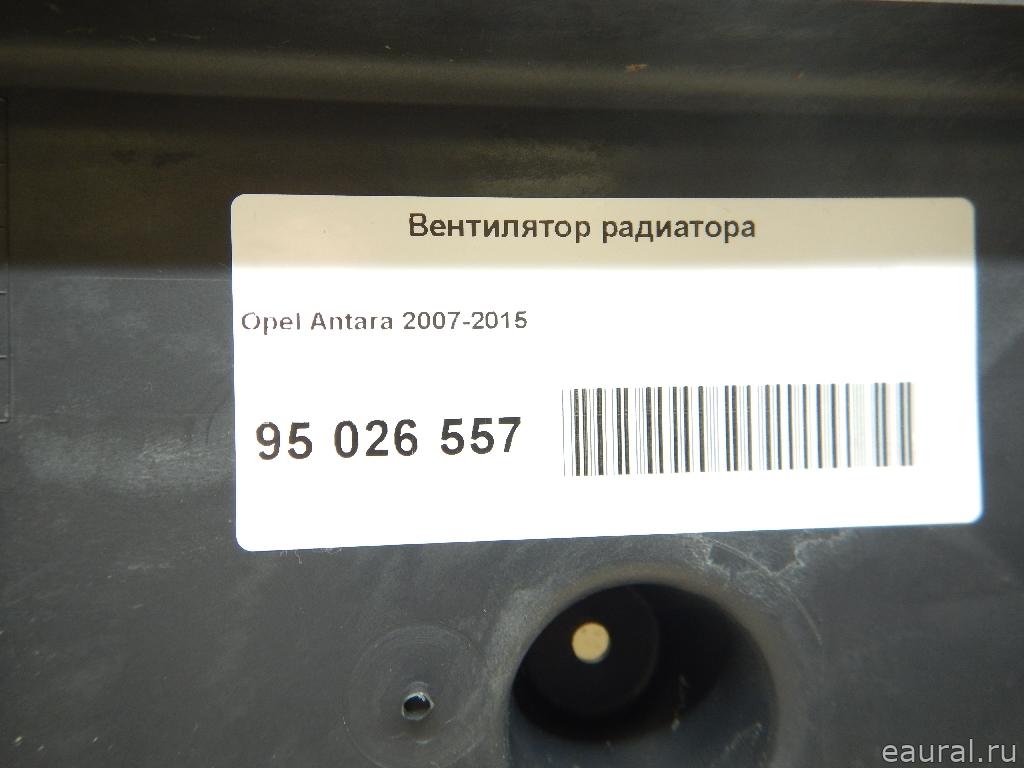 Вентилятор радиатора
Opel Antara 2007-2015
95 026 557
eaural.ru